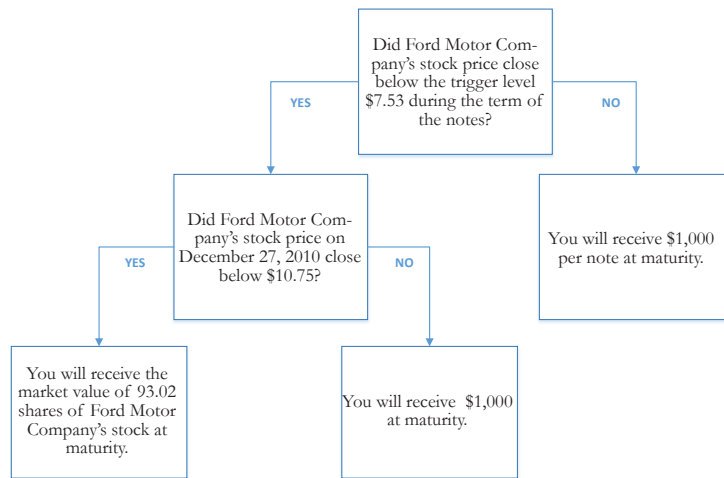 Did Ford Motor Com-
pany's stock price close
below the trigger level
$7.53 during the term of
the notes?
YES
NO
Did Ford Motor Com-
pany's stock price on
December 27, 2010 close
below $10.75?
You will receive $1,000
per note at maturity.
YES
NO
You will receive the
market value of 93.02
shares of Ford Motor
Company's stock at
maturity.
You will receive $1,000
at maturity.